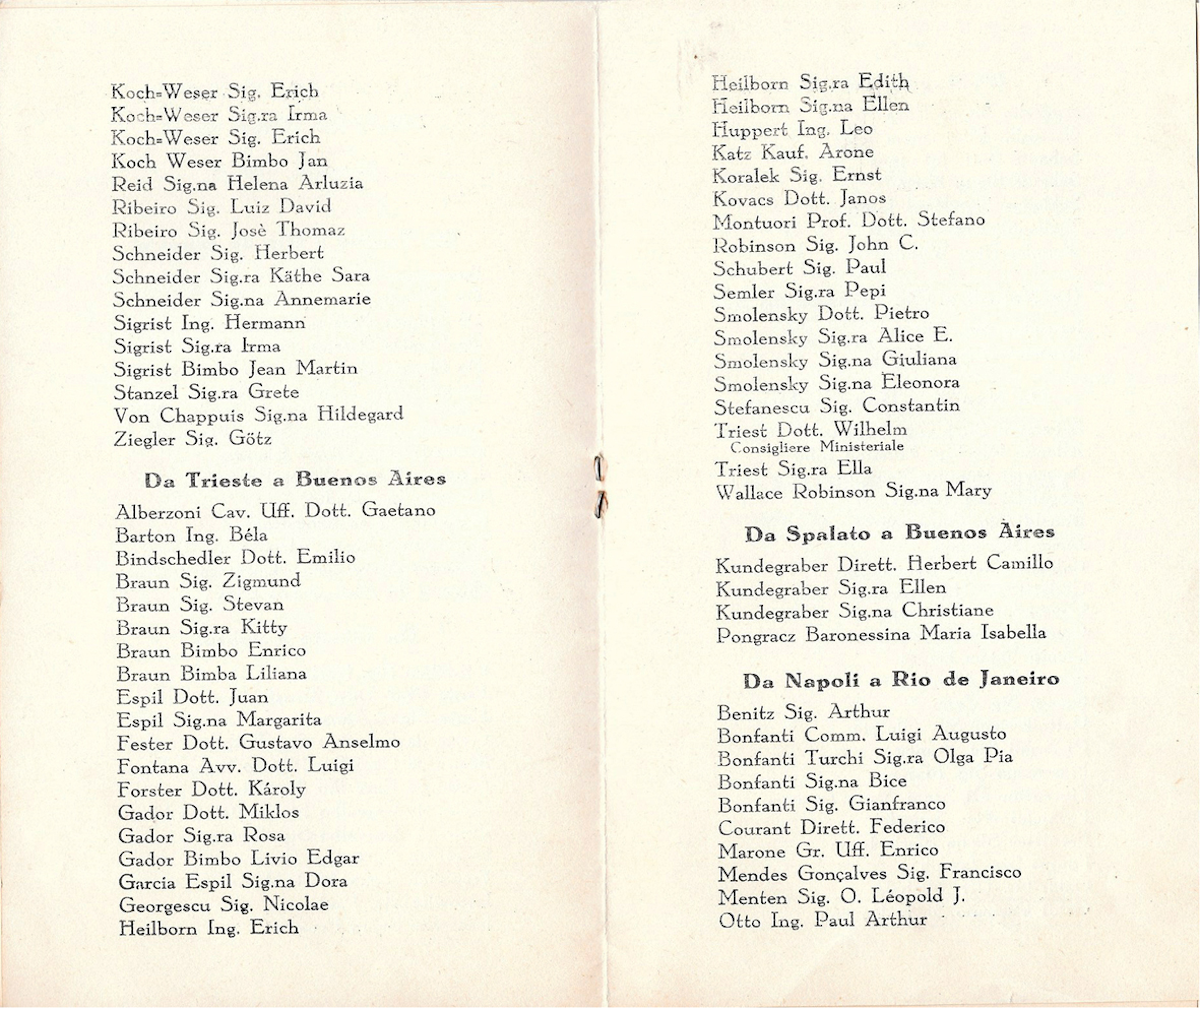 Koch=Weser Sig. Erich
Koch=Weser Sig.ra Irma
Koch=Weser Sig. Erich
Koch Weser Bimbo Jan
Reid Sig.na Helena Arluzia
Ribeiro Sig. Luiz David
Ribeiro Sig. Josè Thomaz
Schneider Sig. Herbert
Schneider Sig.ra Käthe Sara
Schneider Sig.na Annemarie
Sigrist Ing. Hermann
Sigrist Sig.ra Irma
Sigrist Bimbo Jean Martin
Stanzel Sig.ra Grete
Von Chappuis Sig.na Hildegard
Ziegler Sig. Götz
Da Trieste a Buenos Aires
Alberzoni Cav. Uff. Dott. Gaetano
Barton Ing. Béla
Bindschedler Dott. Emilio
Braun Sig. Zigmund
Braun Sig. Stevan
Braun Sig.ra Kitty
Braun Bimbo Enrico
Braun Bimba Liliana
Espil Dott. Juan
Espil Sig.na Margarita
Fester Dott. Gustavo Anselmo
Fontana Avv. Dott. Luigi
Forster Dott. Károly
Gador Dott. Miklos
Gador Sig.ra Rosa
Gador Bimbo Livio Edgar
Garcia Espil Sig.na Dora
Georgescu Sig. Nicolae
Heilborn Ing. Erich
Heilborn Sig.ra Edith
Heilborn Sig.na Ellen
Huppert Ing. Leo
Katz Kauf. Arone
Koralek Sig. Ernst
Kovacs Dott. Janos
Montuori Prof. Dott. Stefano
Robinson Sig. John C.
Schubert Sig. Paul
Semler Sig.ra Pepi
Smolensky Dott. Pietro
Smolensky Sig.ra Alice E.
Smolensky Sig.na Giuliana
Smolensky Sig.na Eleonora
Stefanescu Sig. Constantin
Triest Dott. Wilhelm
Consigliere Ministeriale
Triest Sig.ra Ella
Wallace Robinson Sig.na Mary
Da Spalato a Buenos Aires
Kundegraber Dirett. Herbert Camillo
Kundegraber Sig.ra Ellen
Kundegraber Sig.na Christiane
Pongracz Baronessina Maria Isabella
Da Napoli a Rio de Janeiro
Benitz Sig. Arthur
Bonfanti Comm. Luigi Augusto
Bonfanti Turchi Sig.ra Olga Pia
Bonfanti Sig.na Bice
Bonfanti Sig. Gianfranco
Courant Dirett. Federico
Marone Gr. Uff. Enrico
Mendes Gonçalves Sig. Francisco
Menten Sig. O. Léopold J.
Otto Ing. Paul Arthur